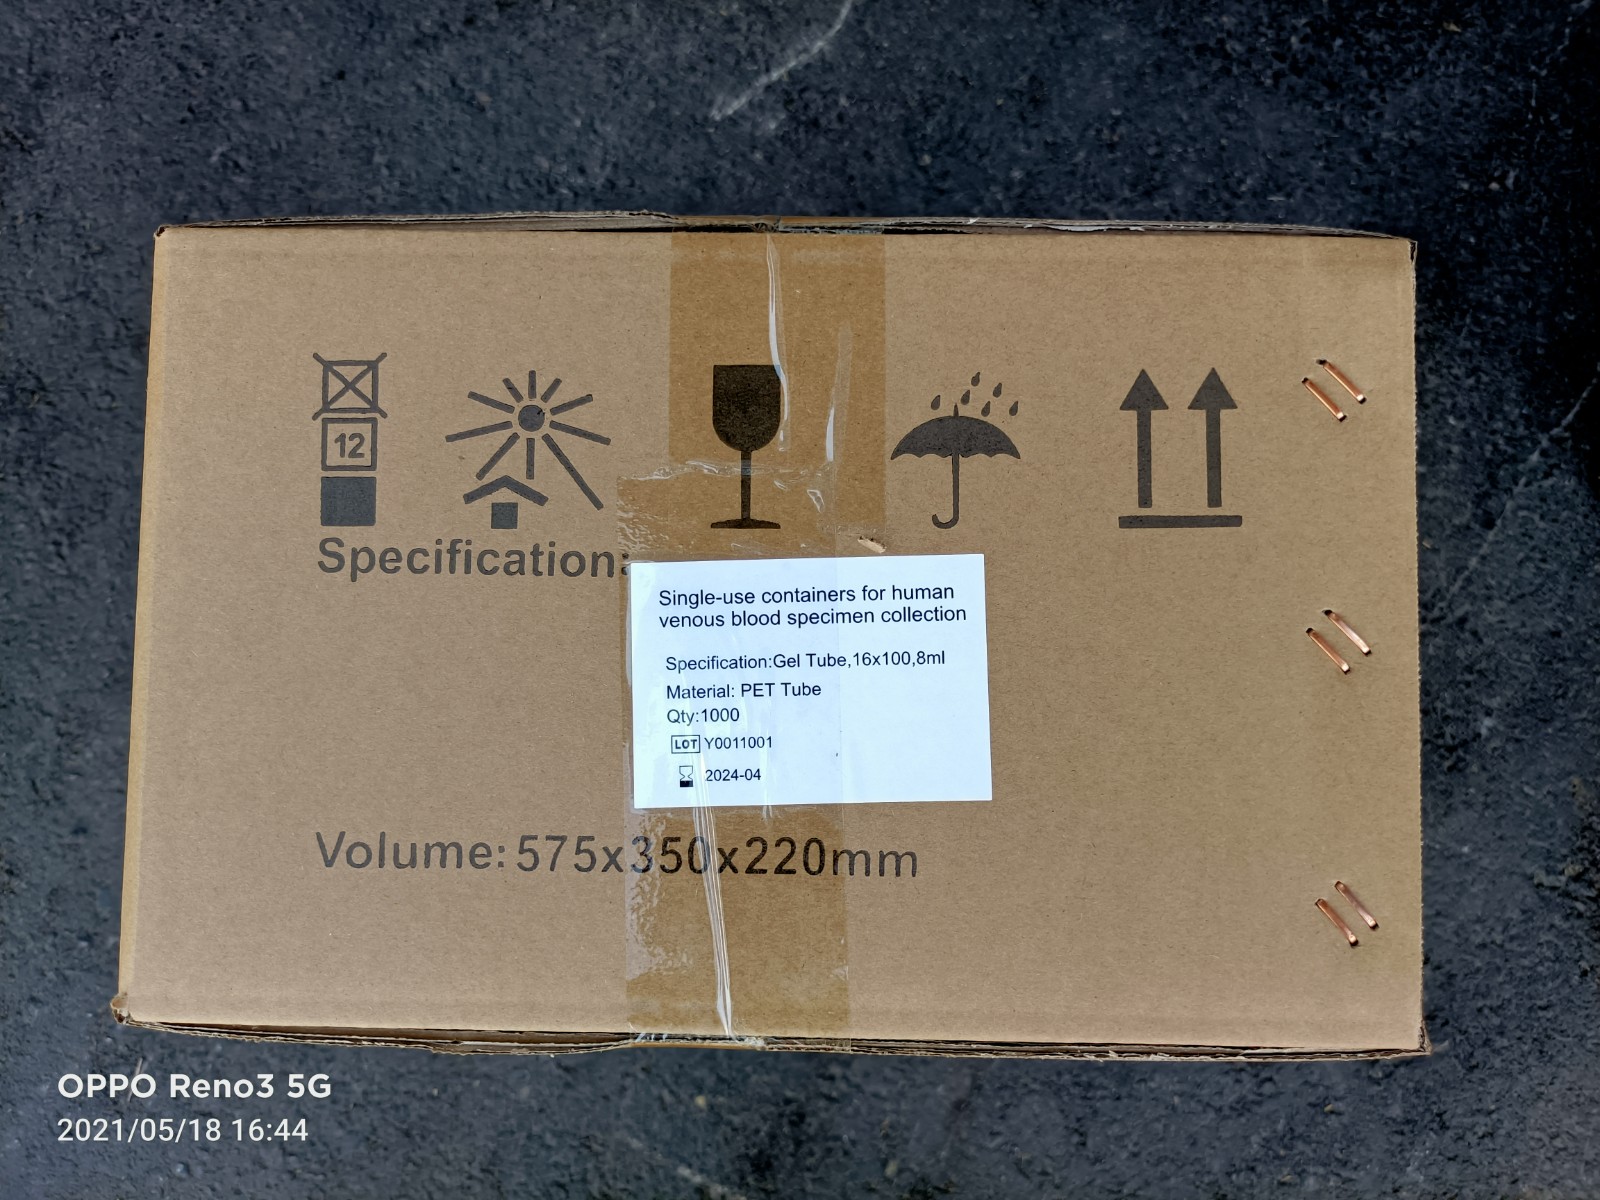 12
Specification:
Single-use containers for human
venous blood specimen collection
Specification:Gel Tube,16x100,8ml
Material: PET Tube
Qty:1000
LOT Y0011001
2024-04
Volume: 575x350x220mm
OPPO Reno3 5G
2021/05/18 16:44